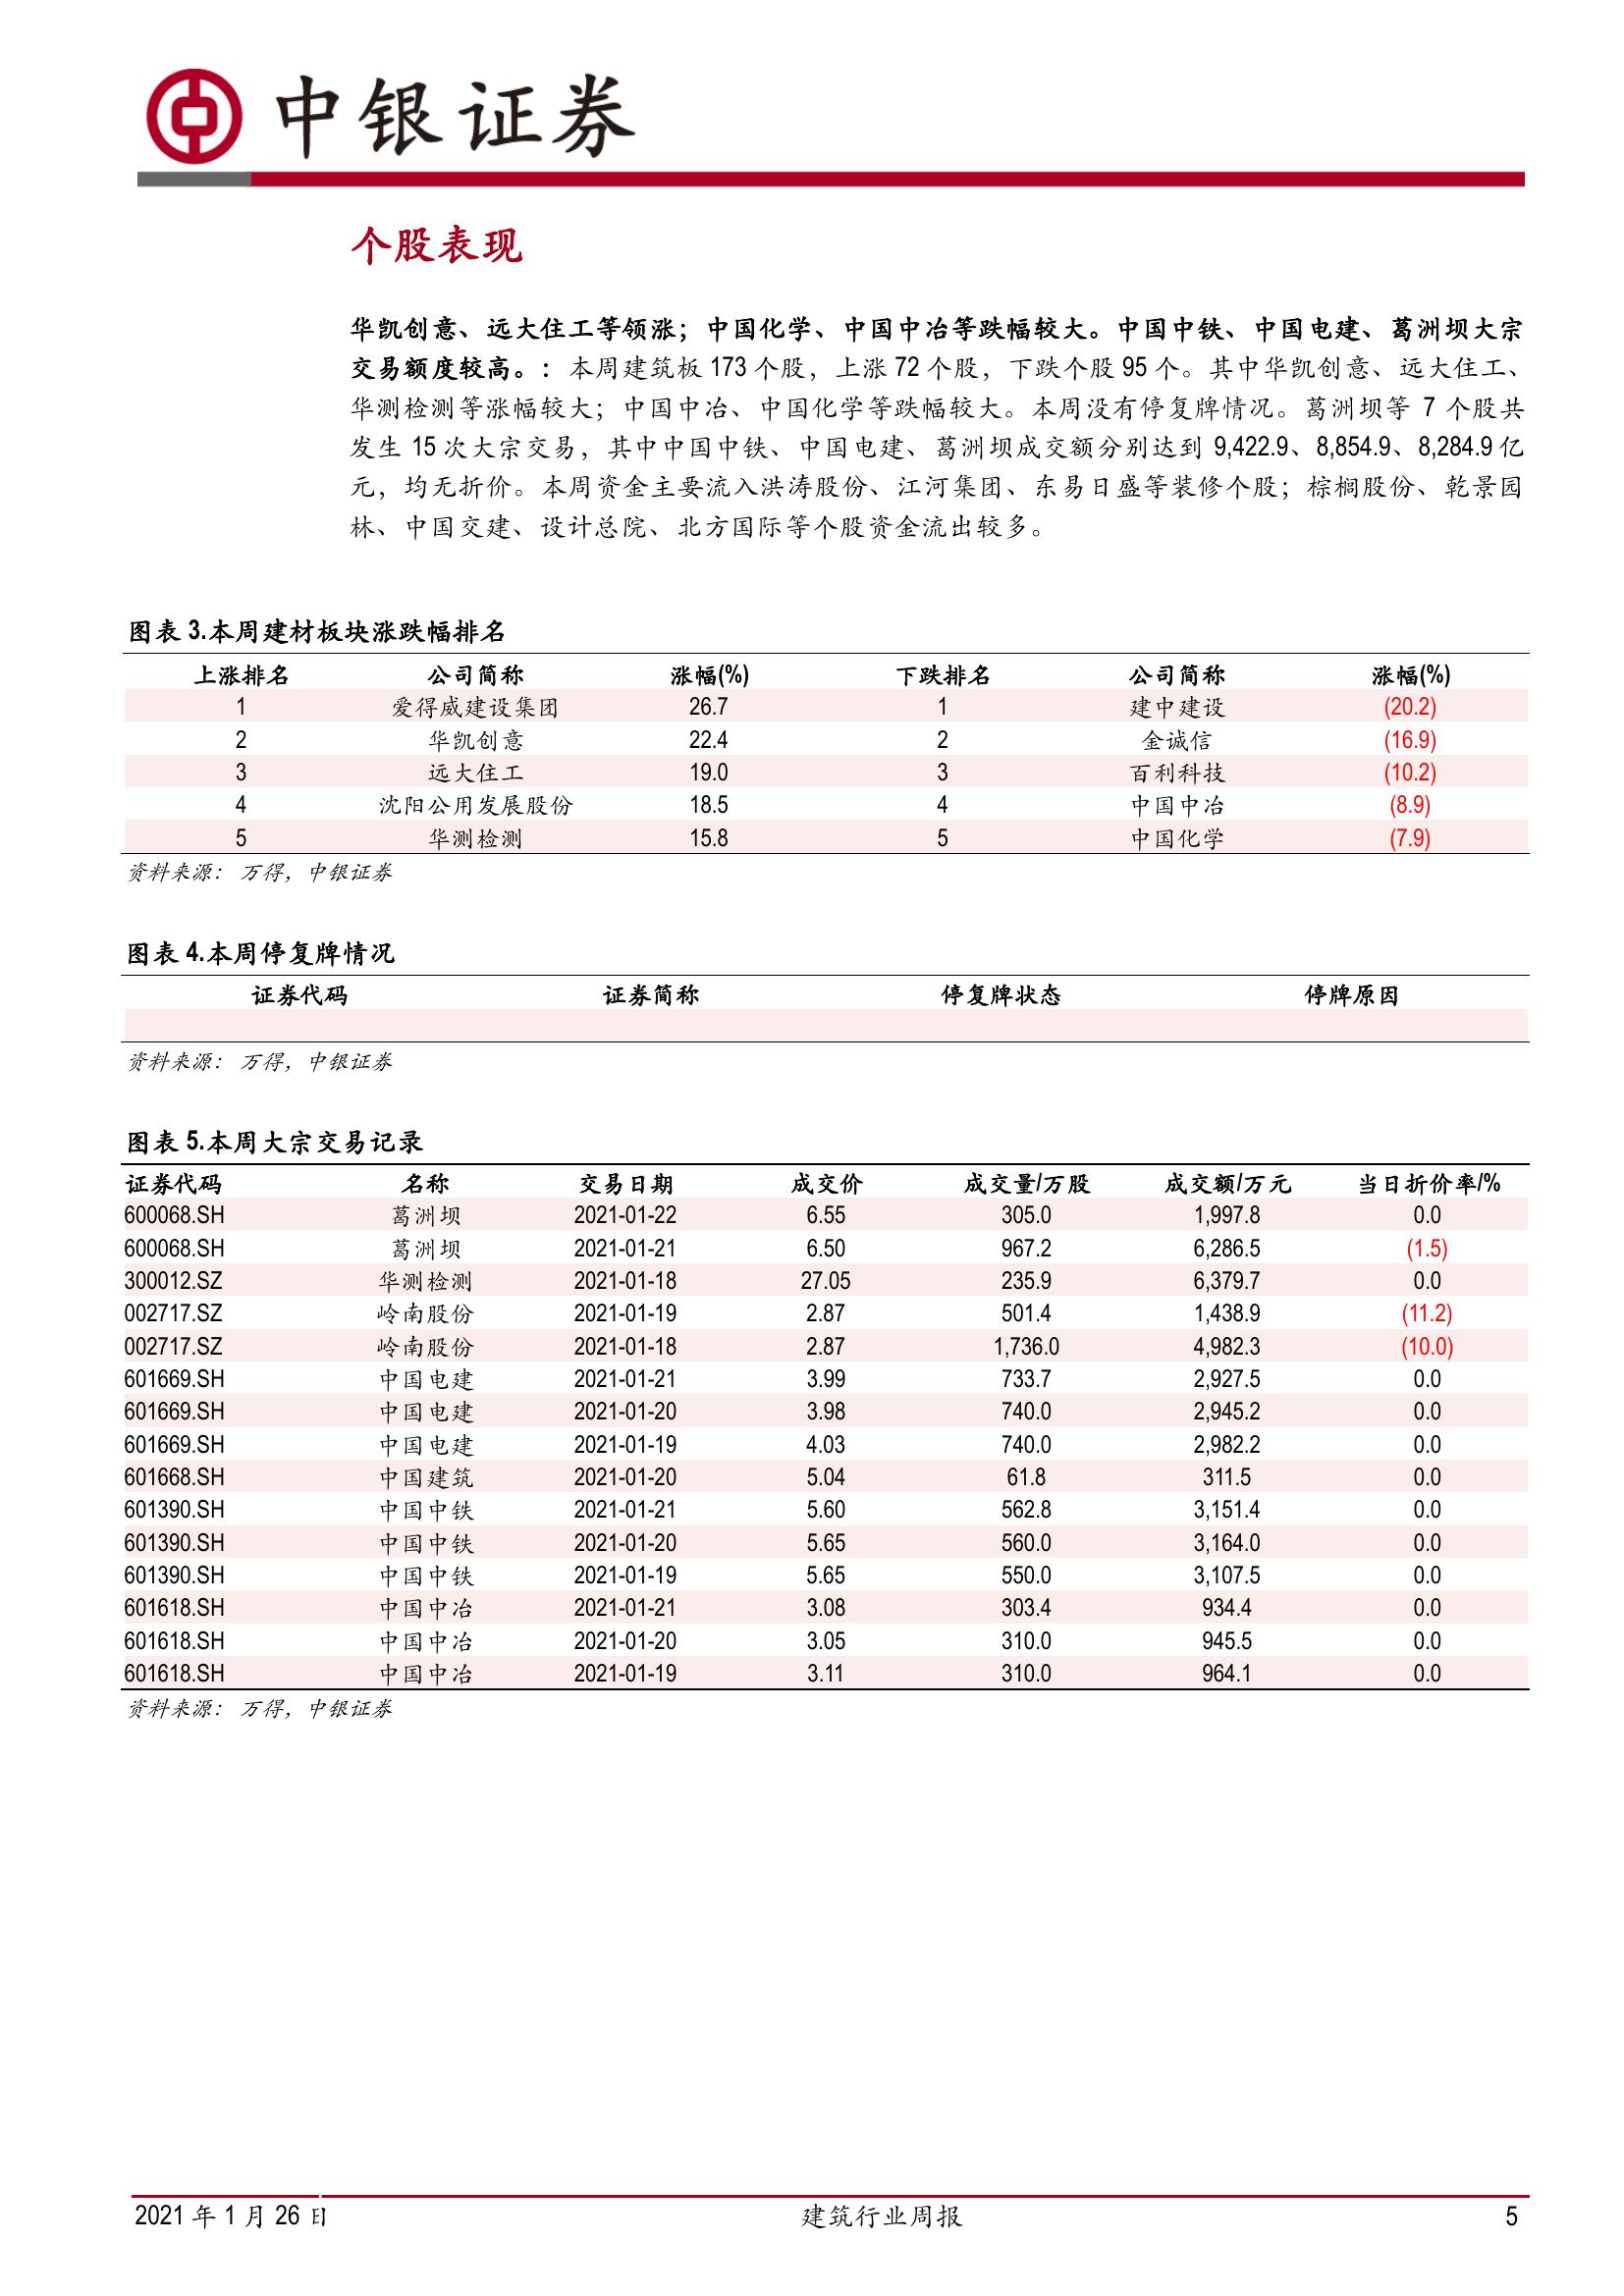 中银证券
个股表现
华凯创意、远大住工等领涨；中国化学、中国中冶等跌幅较大。中国中铁、中国电建、葛洲坝大宗
交易额度较高。：本周建筑板 173 个股，上涨 72 个股，下跌个股 95 个。其中华凯创意、远大住工、
华测检测等涨幅较大；中国中冶、中国化学等跌幅较大。本周没有停复牌情况。葛洲坝等 7 个股共
发生 15 次大宗交易，其中中国中铁、中国电建、葛洲坝成交额分别达到 9,422.9、8,854.9、8,284.9 亿
元，均无折价。本周资金主要流入洪涛股份、江河集团、东易日盛等装修个股；棕榈股份、乾景园
林、中国交建、设计总院、北方国际等个股资金流出较多。
图表 3.本周建材板块涨跌幅排名
上涨排名 公司简称 涨幅(%) 下跌排名 公司简称 涨幅(%)
1 爱得威建设集团 26.7 1 建中建设 (20.2)
2 华凯创意 22.4 2 金诚信 (16.9)
3 远大住工 19.0 3 百利科技 (10.2)
4 沈阳公用发展股份 18.5 4 中国中冶 (8.9)
5 华测检测 15.8 5 中国化学 (7.9)
资料来源：万得，中银证券
图表 4.本周停复牌情况
证券代码 证券简称 停复牌状态 停牌原因
资料来源：万得，中银证券
图表 5.本周大宗交易记录
证券代码 名称 交易日期 成交价 成交量/万股 成交额/万元 当日折价率/%
600068.SH 葛洲坝 2021-01-22 6.55 305.0 1,997.8 0.0
600068.SH 葛洲坝 2021-01-21 6.50 967.2 6,286.5 (1.5)
300012.SZ 华测检测 2021-01-18 27.05 235.9 6,379.7 0.0
002717.SZ 岭南股份 2021-01-19 2.87 501.4 1,438.9 (11.2)
002717.SZ 岭南股份 2021-01-18 2.87 1,736.0 4,982.3 (10.0)
601669.SH 中国电建 2021-01-21 3.99 733.7 2,927.5 0.0
601669.SH 中国电建 2021-01-20 3.98 740.0 2,945.2 0.0
601669.SH 中国电建 2021-01-19 4.03 740.0 2,982.2 0.0
601668.SH 中国建筑 2021-01-20 5.04 61.8 311.5 0.0
601390.SH 中国中铁 2021-01-21 5.60 562.8 3,151.4 0.0
601390.SH 中国中铁 2021-01-20 5.65 560.0 3,164.0 0.0
601390.SH 中国中铁 2021-01-19 5.65 550.0 3,107.5 0.0
601618.SH 中国中冶 2021-01-21 3.08 303.4 934.4 0.0
601618.SH 中国中冶 2021-01-20 3.05 310.0 945.5 0.0
601618.SH 中国中冶 2021-01-19 3.11 310.0 964.1 0.0
资料来源：万得，中银证券
2021 年 1 月 26 日 建筑行业周报 5